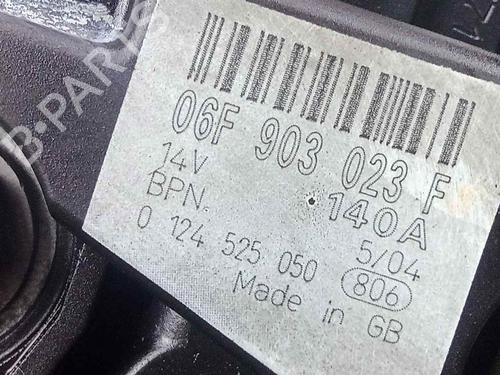 B-PARTS
06F 903 023 F
14V 140A
BPN. 5/04
0 124 525 050 806
Made in GB